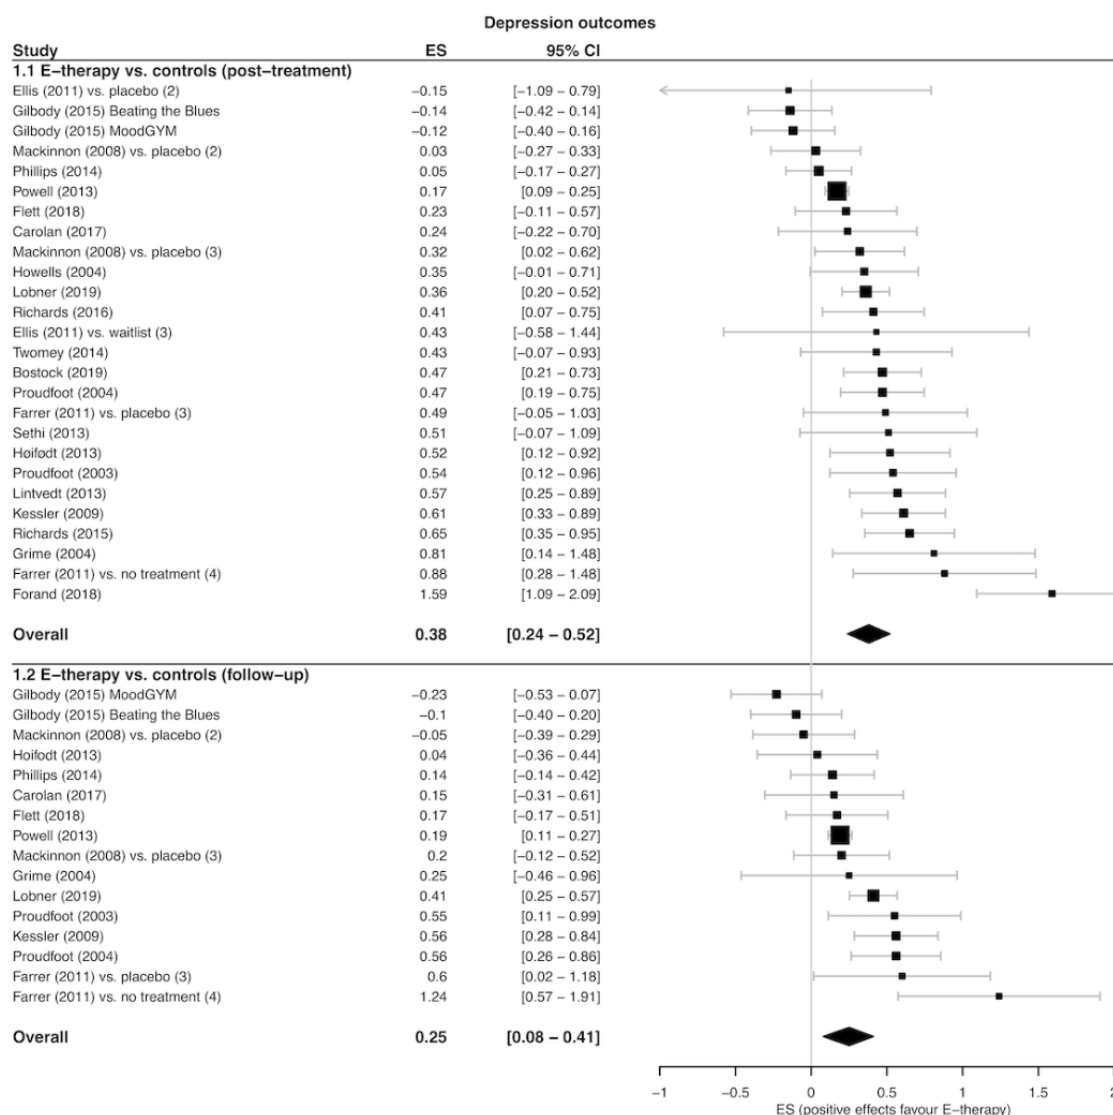 Depression outcomes
Study ES 95% CI
1.1 E−therapy vs. controls (post−treatment)
Ellis (2011) vs. placebo (2) −0.15 [−1.09 − 0.79]
Gilbody (2015) Beating the Blues −0.14 [−0.42 − 0.14]
Gilbody (2015) MoodGYM −0.12 [−0.40 − 0.16]
Mackinnon (2008) vs. placebo (2) 0.03 [−0.27 − 0.33]
Phillips (2014) 0.05 [−0.17 − 0.27]
Powell (2013) 0.17 [0.09 − 0.25]
Flett (2018) 0.23 [−0.11 − 0.57]
Carolan (2017) 0.24 [−0.22 − 0.70]
Mackinnon (2008) vs. placebo (3) 0.32 [0.02 − 0.62]
Howells (2004) 0.35 [−0.01 − 0.71]
Lobner (2019) 0.36 [0.20 − 0.52]
Richards (2016) 0.41 [0.07 − 0.75]
Ellis (2011) vs. waitlist (3) 0.43 [−0.58 − 1.44]
Twomey (2014) 0.43 [−0.07 − 0.93]
Bostock (2019) 0.47 [0.21 − 0.73]
Proudfoot (2004) 0.47 [0.19 − 0.75]
Farrer (2011) vs. placebo (3) 0.49 [−0.05 − 1.03]
Sethi (2013) 0.51 [−0.07 − 1.09]
Høifødt (2013) 0.52 [0.12 − 0.92]
Proudfoot (2003) 0.54 [0.12 − 0.96]
Lintvedt (2013) 0.57 [0.25 − 0.89]
Kessler (2009) 0.61 [0.33 − 0.89]
Richards (2015) 0.65 [0.35 − 0.95]
Grime (2004) 0.81 [0.14 − 1.48]
Farrer (2011) vs. no treatment (4) 0.88 [0.28 − 1.48]
Forand (2018) 1.59 [1.09 − 2.09]
Overall 0.38 [0.24 − 0.52]
1.2 E−therapy vs. controls (follow−up)
Gilbody (2015) MoodGYM −0.23 [−0.53 − 0.07]
Gilbody (2015) Beating the Blues −0.1 [−0.40 − 0.20]
Mackinnon (2008) vs. placebo (2) −0.05 [−0.39 − 0.29]
Hoifodt (2013) 0.04 [−0.36 − 0.44]
Phillips (2014) 0.14 [−0.14 − 0.42]
Carolan (2017) 0.15 [−0.31 − 0.61]
Flett (2018) 0.17 [−0.17 − 0.51]
Powell (2013) 0.19 [0.11 − 0.27]
Mackinnon (2008) vs. placebo (3) 0.2 [−0.12 − 0.52]
Grime (2004) 0.25 [−0.46 − 0.96]
Lobner (2019) 0.41 [0.25 − 0.57]
Proudfoot (2003) 0.55 [0.11 − 0.99]
Kessler (2009) 0.56 [0.28 − 0.84]
Proudfoot (2004) 0.56 [0.26 − 0.86]
Farrer (2011) vs. placebo (3) 0.6 [0.02 − 1.18]
Farrer (2011) vs. no treatment (4) 1.24 [0.57 − 1.91]
Overall 0.25 [0.08 − 0.41]
−1 −0.5 0 0.5 1 1.5 2
ES (positive effects favour E−therapy)